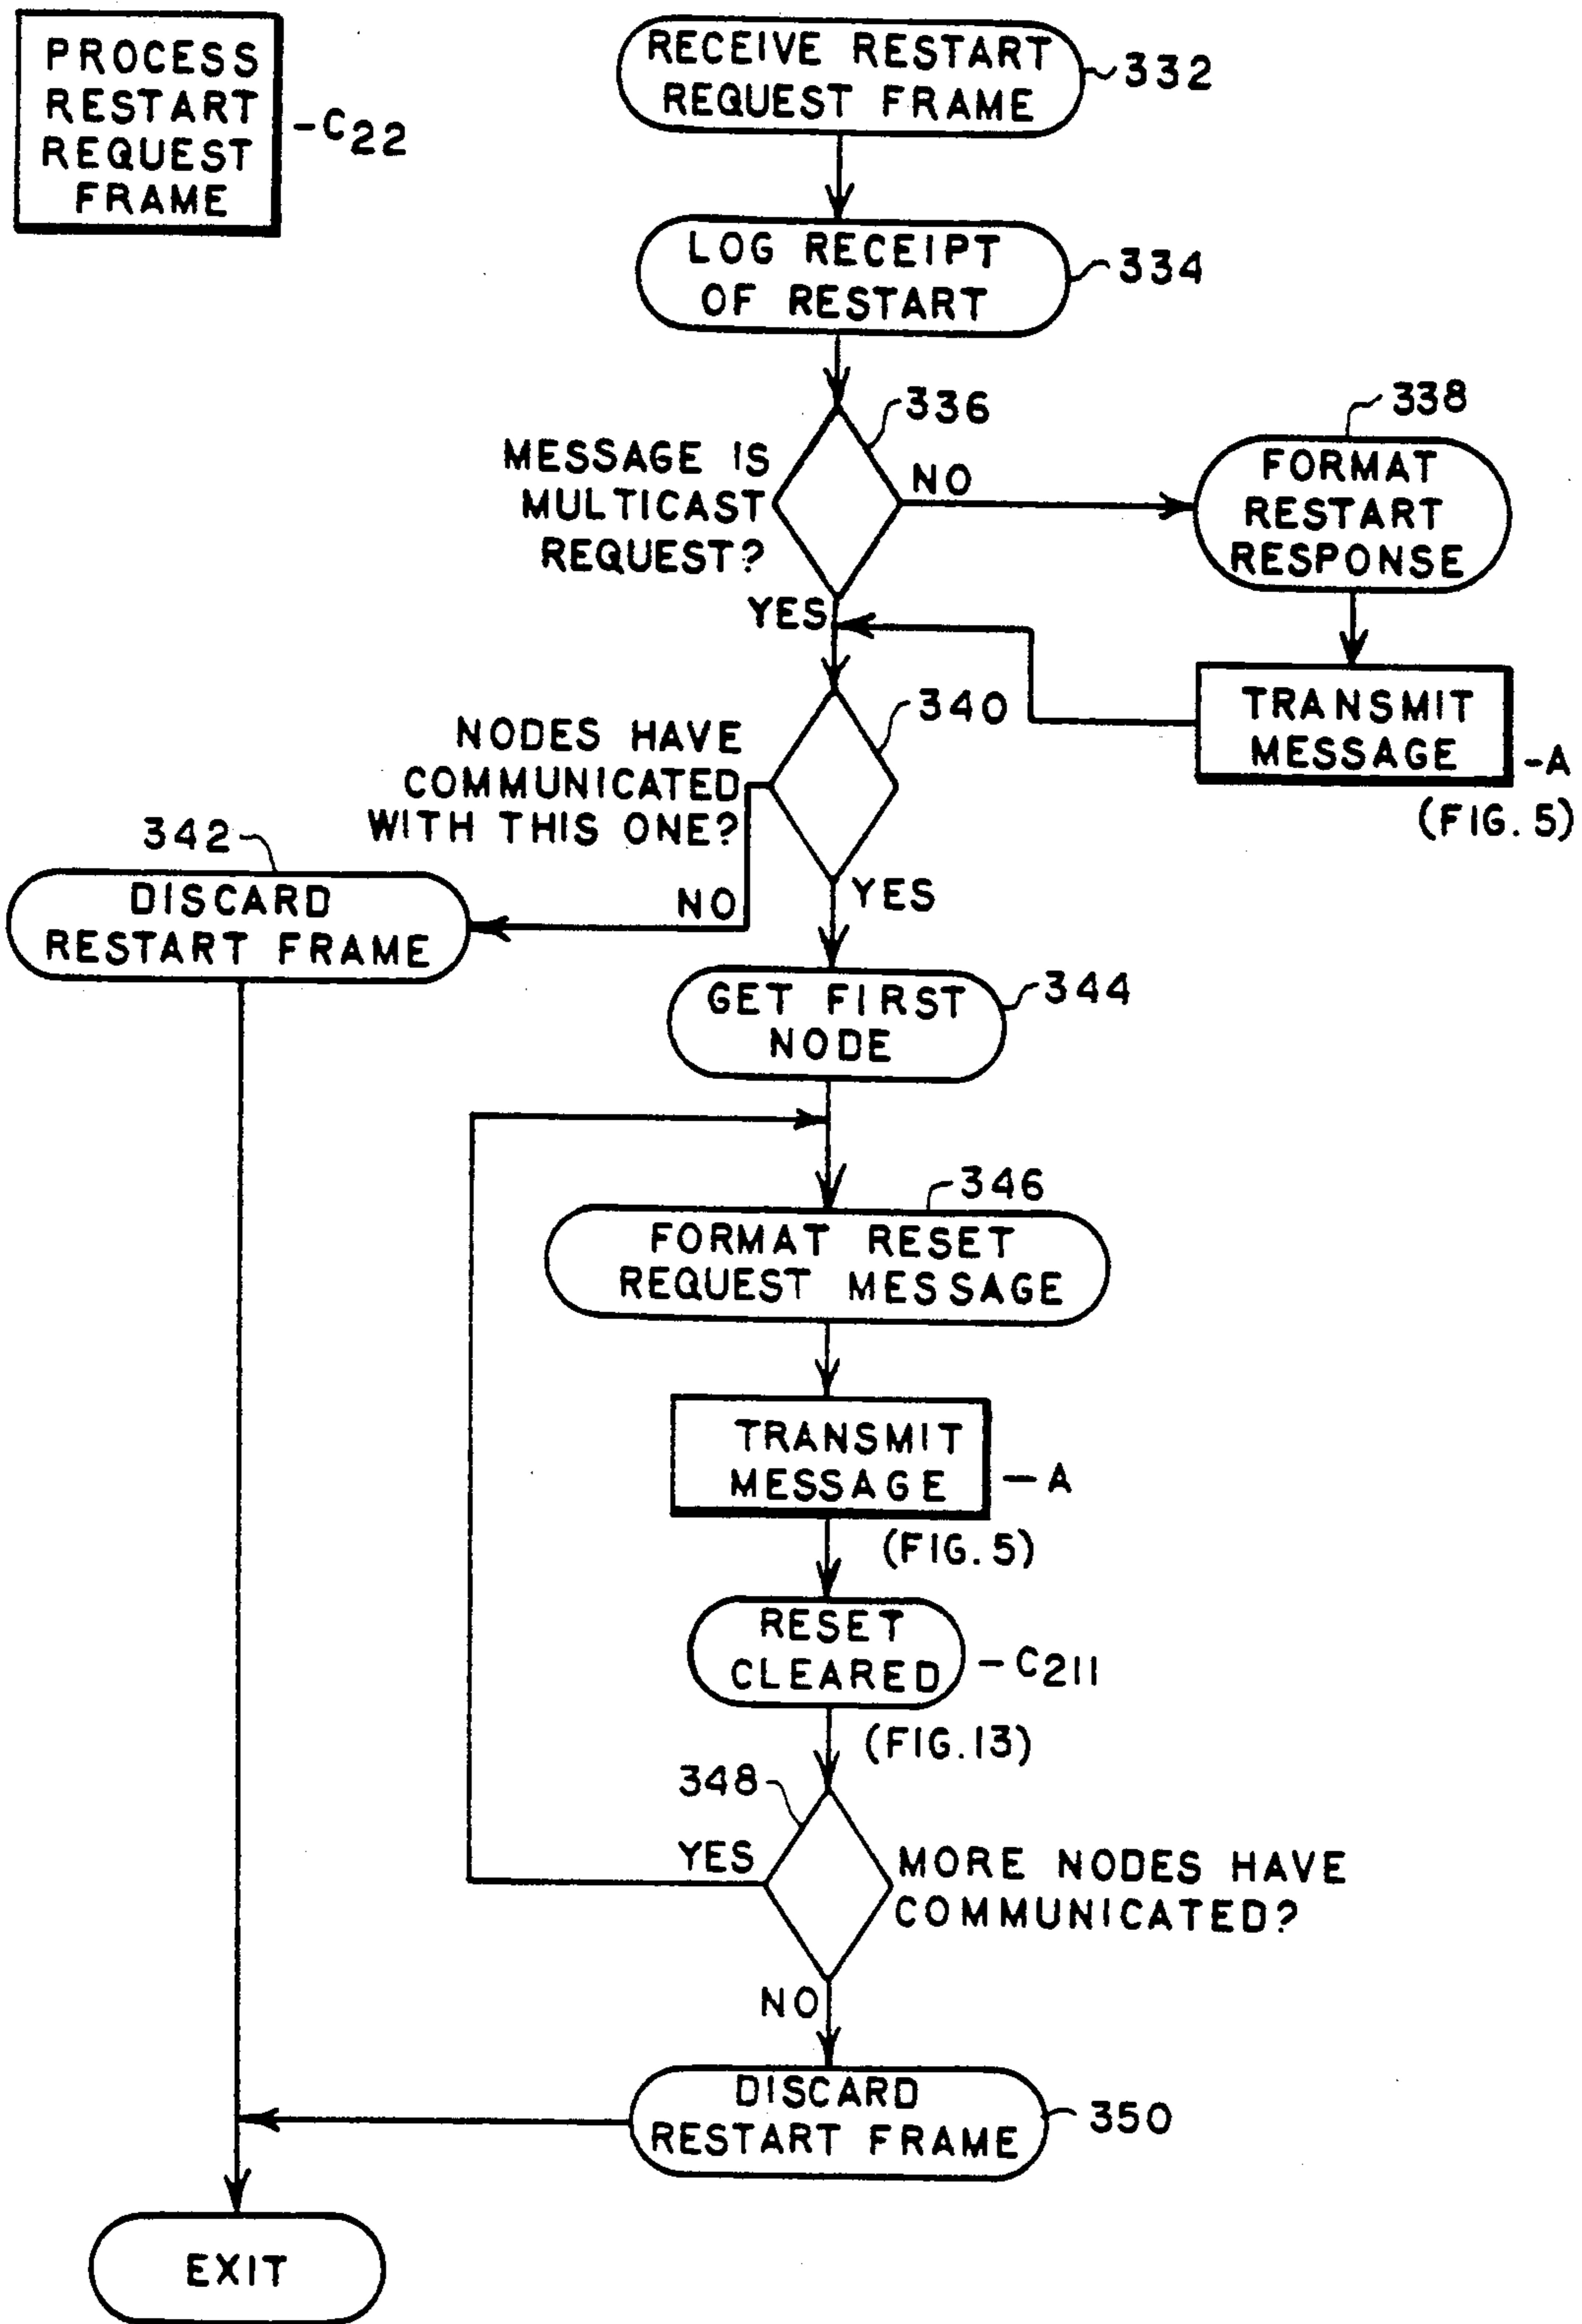 PROCESS
RESTART
REQUEST
FRAME
-C22
RECEIVE RESTART
REQUEST FRAME
332
LOG RECEIPT
OF RESTART
334
336
MESSAGE IS
MULTICAST
REQUEST?
NO
YES
338
FORMAT
RESTART
RESPONSE
TRANSMIT
MESSAGE
-A
(FIG. 5)
340
NODES HAVE
COMMUNICATED
WITH THIS ONE?
NO
YES
342
DISCARD
RESTART FRAME
GET FIRST
NODE
344
346
FORMAT RESET
REQUEST MESSAGE
TRANSMIT
MESSAGE
-A
(FIG. 5)
RESET
CLEARED
-C211
(FIG. 13)
348
YES
MORE NODES HAVE
COMMUNICATED?
NO
DISCARD
RESTART FRAME
350
EXIT